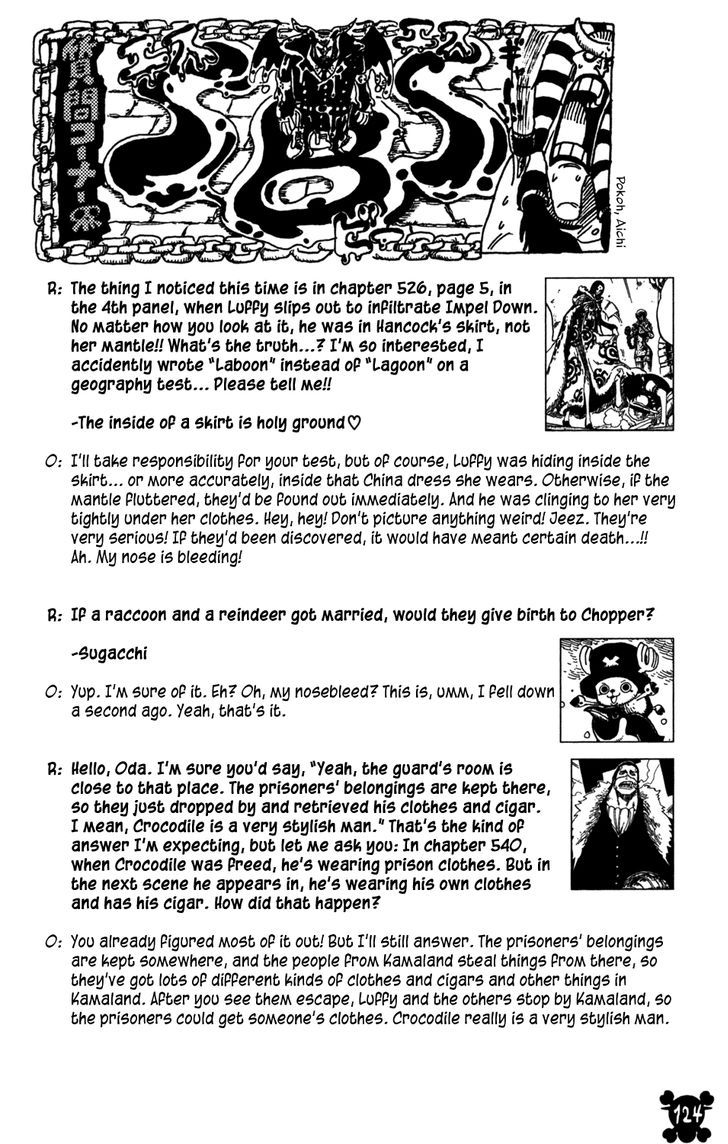 質問コーナー
SBS
Pokoh, Aichi
R: The thing I noticed this time is in chapter 526, page 5, in
the 4th panel, when Luffy slips out to infiltrate Impel Down.
No matter how you look at it, he was in Hancock's skirt, not
her mantle!! What's the truth...? I'm so interested, I
accidently wrote "Laboon" instead of "Lagoon" on a
geography test... Please tell me!!
-The inside of a skirt is holy ground♡
O: I'll take responsibility for your test, but of course, Luffy was hiding inside the
skirt... or more accurately, inside that China dress she wears. Otherwise, if the
mantle fluttered, they'd be found out immediately. And he was clinging to her very
tightly under her clothes. Hey, hey! Don't picture anything weird! Jeez. They're
very serious! If they'd been discovered, it would have meant certain death...!!
Ah. My nose is bleeding!
R: If a raccoon and a reindeer got married, would they give birth to Chopper?
-Sugacchi
O: Yup. I'm sure of it. Eh? Oh, my nosebleed? This is, umm, I fell down
a second ago. Yeah, that's it.
R: Hello, Oda. I'm sure you'd say, "Yeah, the guard's room is
close to that place. The prisoners' belongings are kept there,
so they just dropped by and retrieved his clothes and cigar.
I mean, Crocodile is a very stylish man." That's the kind of
answer I'm expecting, but let me ask you: In chapter 540,
when Crocodile was freed, he's wearing prison clothes. But in
the next scene he appears in, he's wearing his own clothes
and has his cigar. How did that happen?
O: You already figured most of it out! But I'll still answer. The prisoners' belongings
are kept somewhere, and the people from Kamaland steal things from there, so
they've got lots of different kinds of clothes and cigars and other things in
Kamaland. After you see them escape, Luffy and the others stop by Kamaland, so
the prisoners could get someone's clothes. Crocodile really is a very stylish man.
124